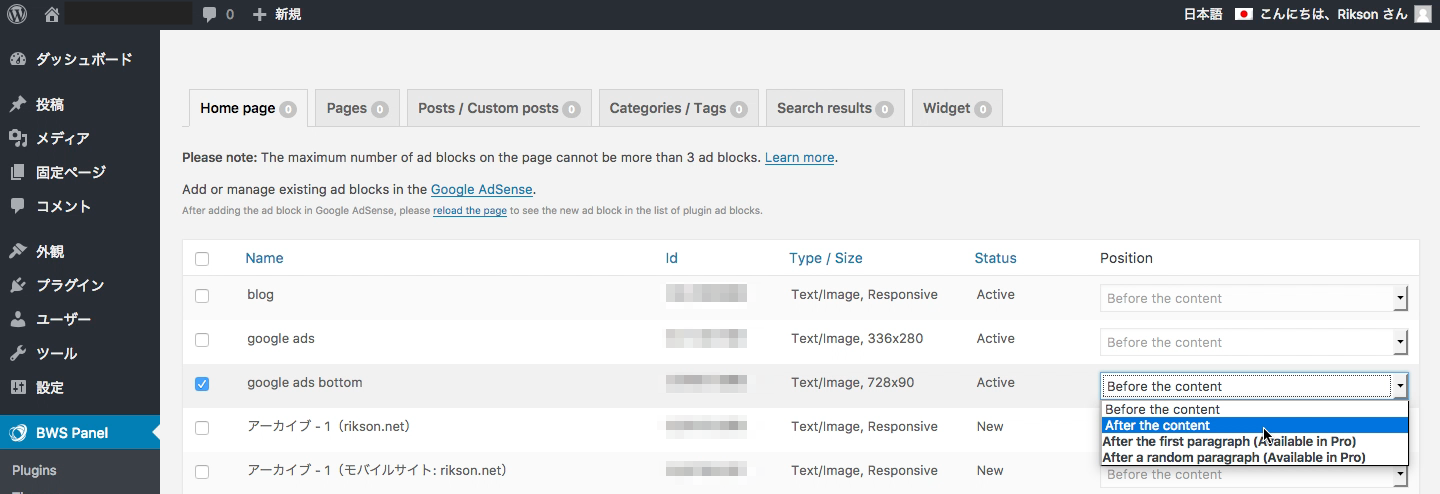 0 新規 日本語 こんにちは、Rikson さん
ダッシュボード
投稿
メディア
固定ページ
コメント
外観
プラグイン
ユーザー
ツール
設定
BWS Panel
Plugins
Home page 0 Pages 0 Posts / Custom posts 0 Categories / Tags 0 Search results 0 Widget 0
Please note: The maximum number of ad blocks on the page cannot be more than 3 ad blocks. Learn more.
Add or manage existing ad blocks in the Google AdSense.
After adding the ad block in Google AdSense, please reload the page to see the new ad block in the list of plugin ad blocks.
Name Id Type / Size Status Position
blog Text/Image, Responsive Active Before the content
google ads Text/Image, 336x280 Active Before the content
google ads bottom Text/Image, 728x90 Active Before the content
Before the content
After the content
After the first paragraph (Available in Pro)
After a random paragraph (Available in Pro)
アーカイブ - 1（rikson.net） Text/Image, Responsive New
アーカイブ - 1（モバイルサイト: rikson.net） Text/Image, Responsive New Before the content